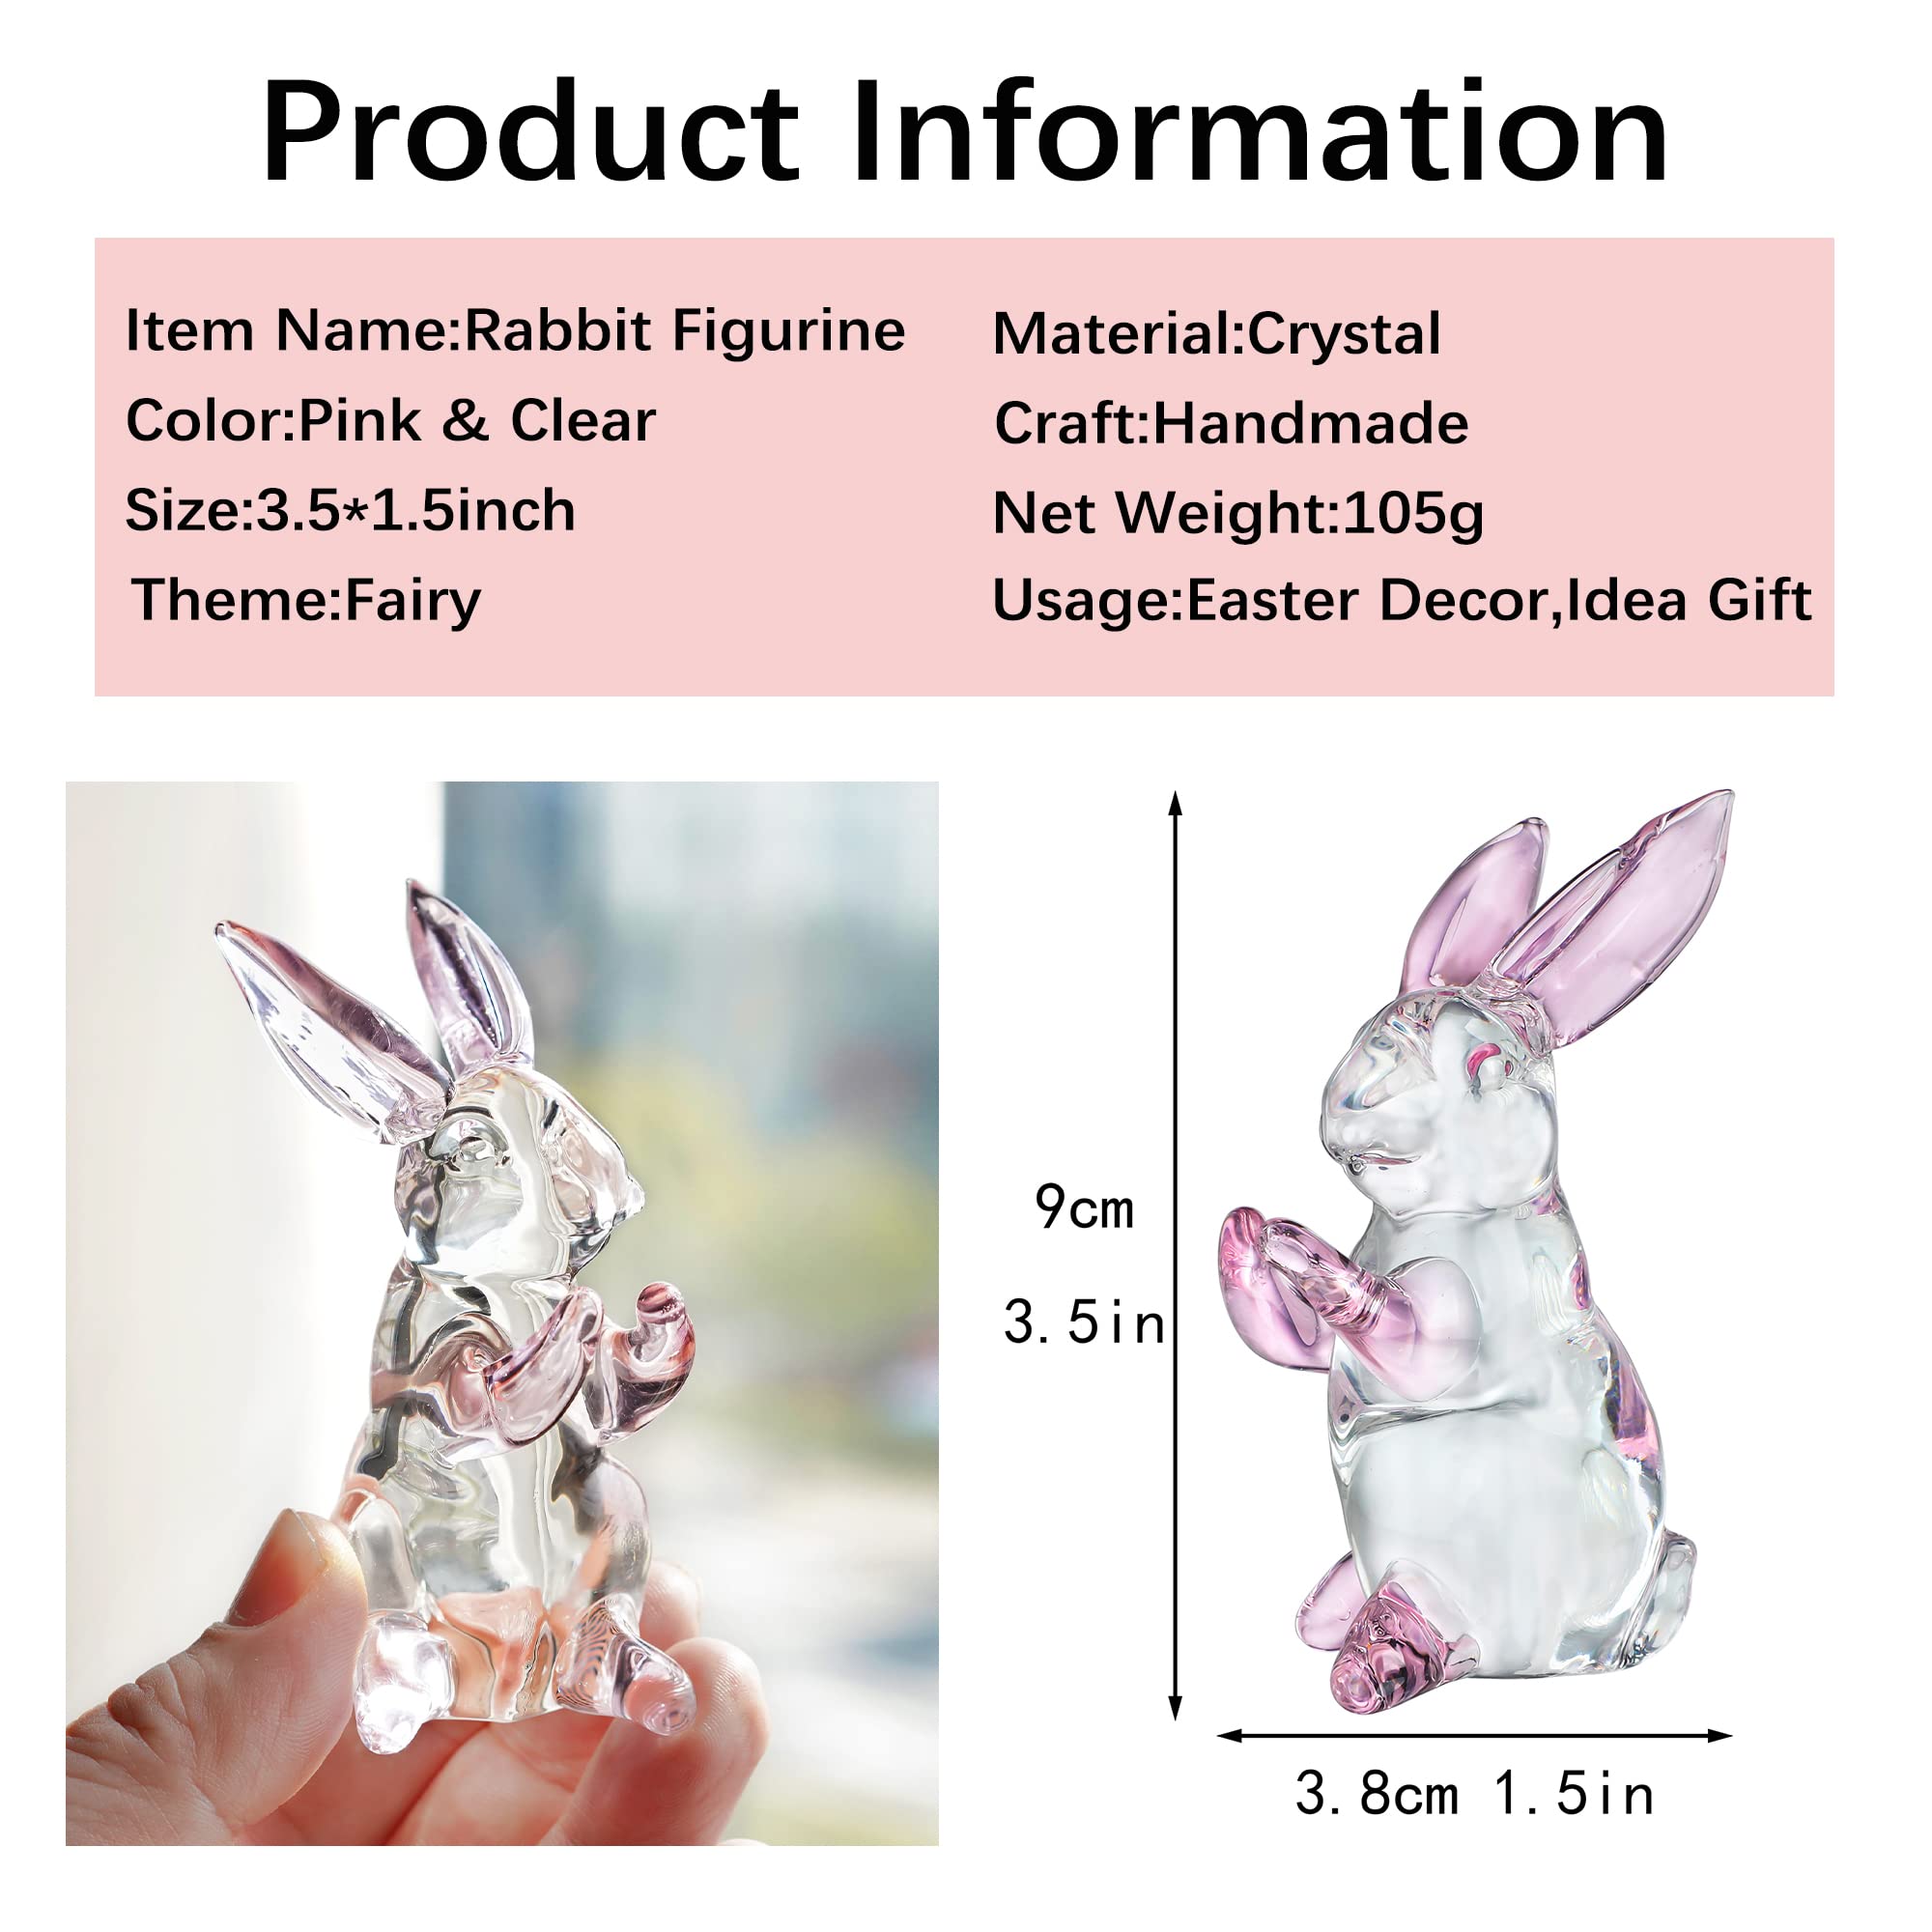 Product Information
Item Name:Rabbit Figurine
Color:Pink & Clear
Size:3.5*1.5inch
Theme:Fairy
Material:Crystal
Craft:Handmade
Net Weight:105g
Usage:Easter Decor,Idea Gift
9cm
3.5in
3.8cm 1.5in